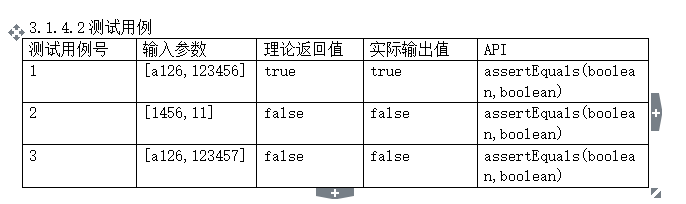 3.1.4.2测试用例
测试用例号 输入参数 理论返回值 实际输出值 API
1 [a126,123456] true true assertEquals(boolea
n,boolean)
2 [1456,11] false false assertEquals(boolea
n,boolean)
3 [a126,123457] false false assertEquals(boolea
n,boolean)